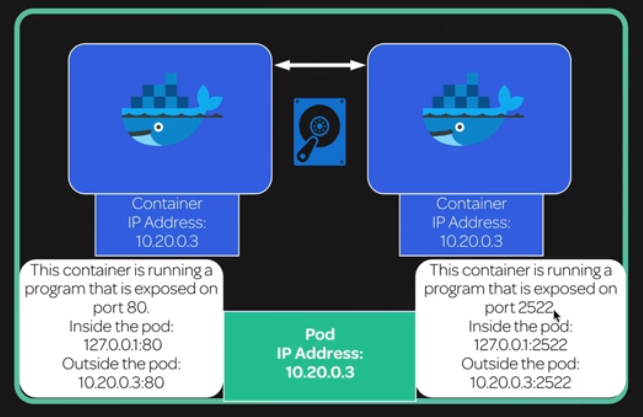 Container
IP Address:
10.20.0.3
Container
IP Address:
10.20.0.3
This container is running a
program that is exposed on
port 80.
Inside the pod:
127.0.0.1:80
Outside the pod:
10.20.0.3:80
Pod
IP Address:
10.20.0.3
This container is running a
program that is exposed on
port 2522.
Inside the pod:
127.0.0.1:2522
Outside the pod:
10.20.0.3:2522